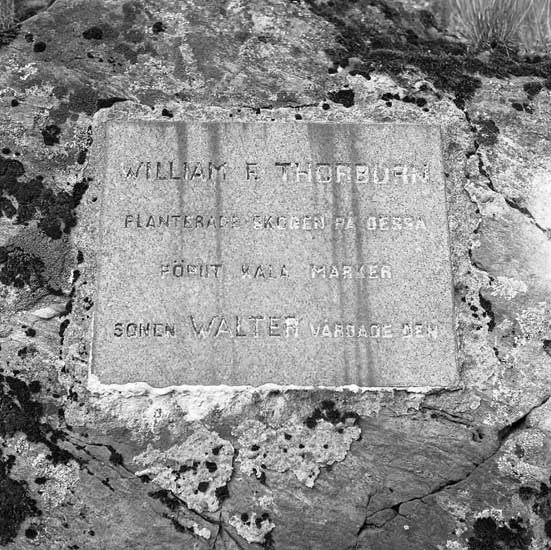 WILLIAM F. THORBURN
PLANTERADE SKOGEN PÅ DESSA
FÖRUT KALA MARKER
SONEN WALTER VÅRDADE DEN